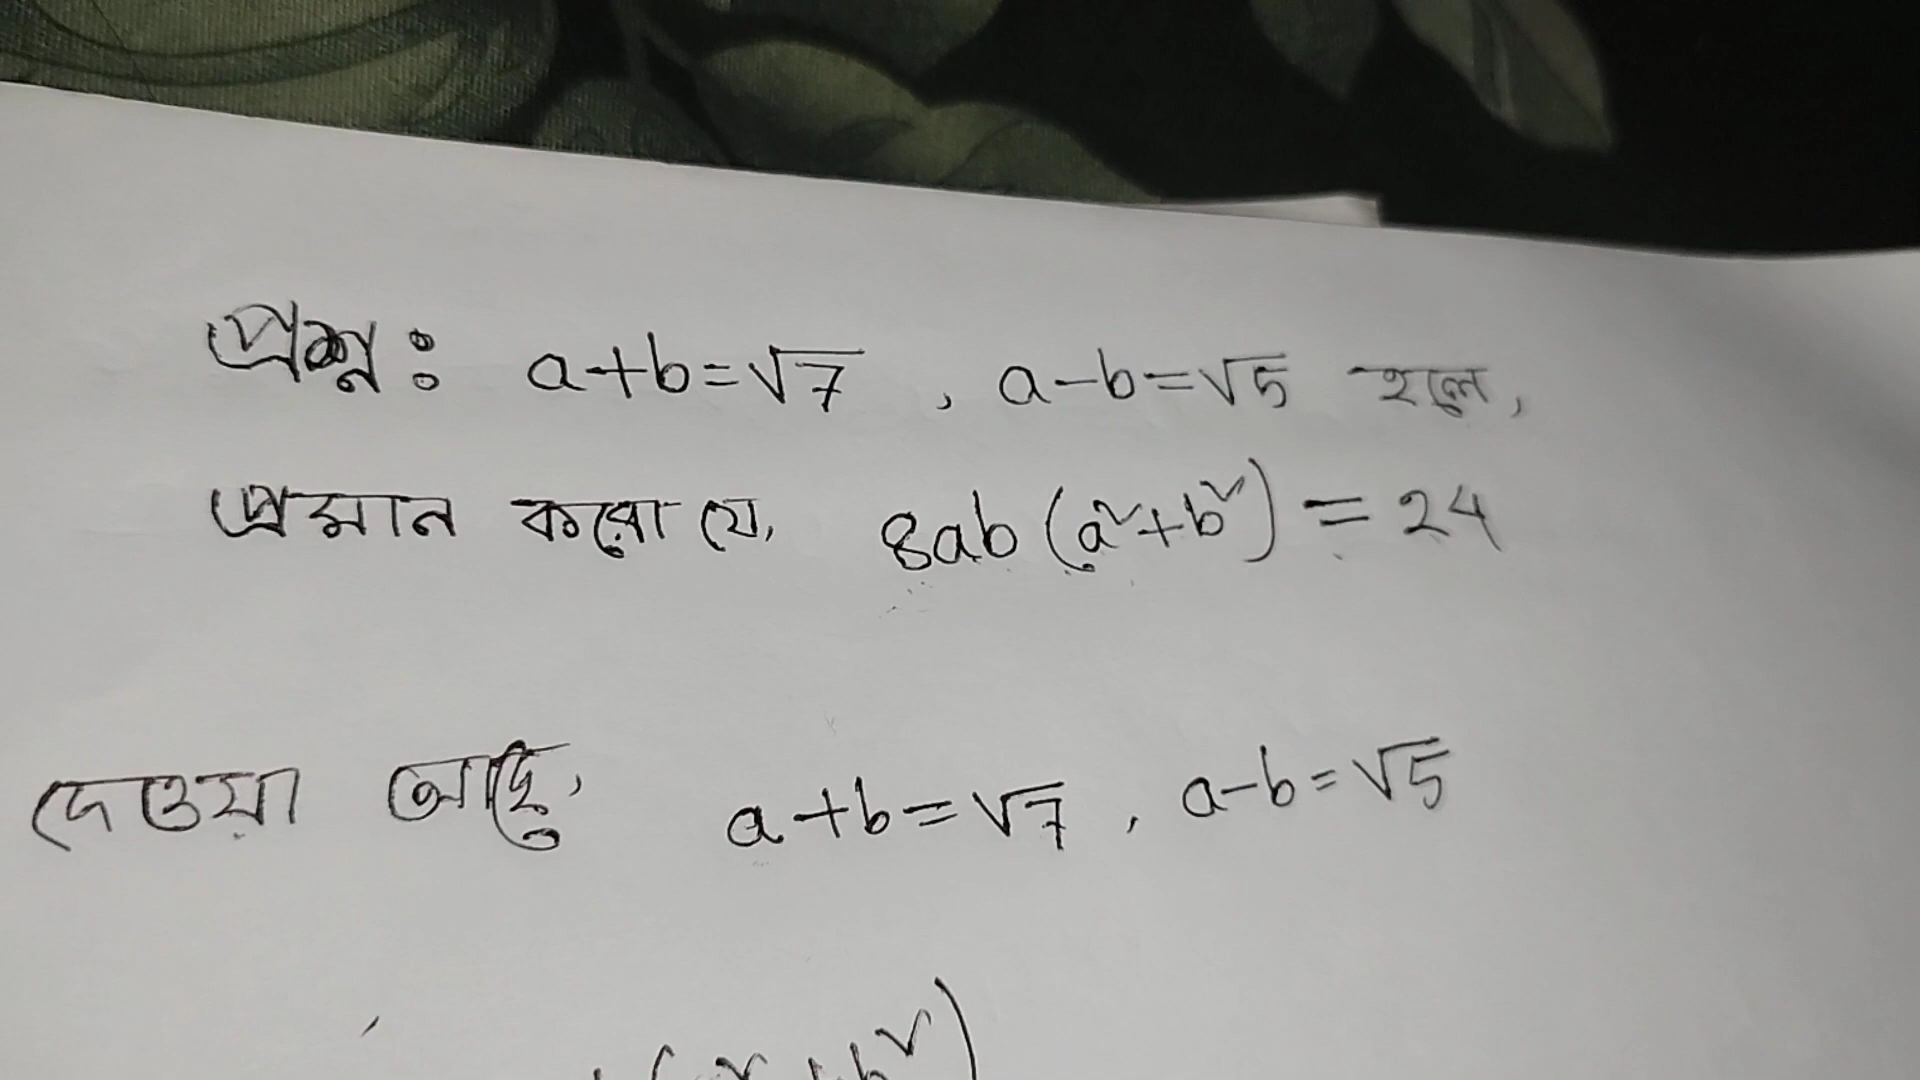 প্রশ্নঃ a+b=√7 , a-b=√5 হলে,
প্রমান করো যে, 8ab(a²+b²) = 24
দেওয়া আছে, a+b=√7 , a-b=√5